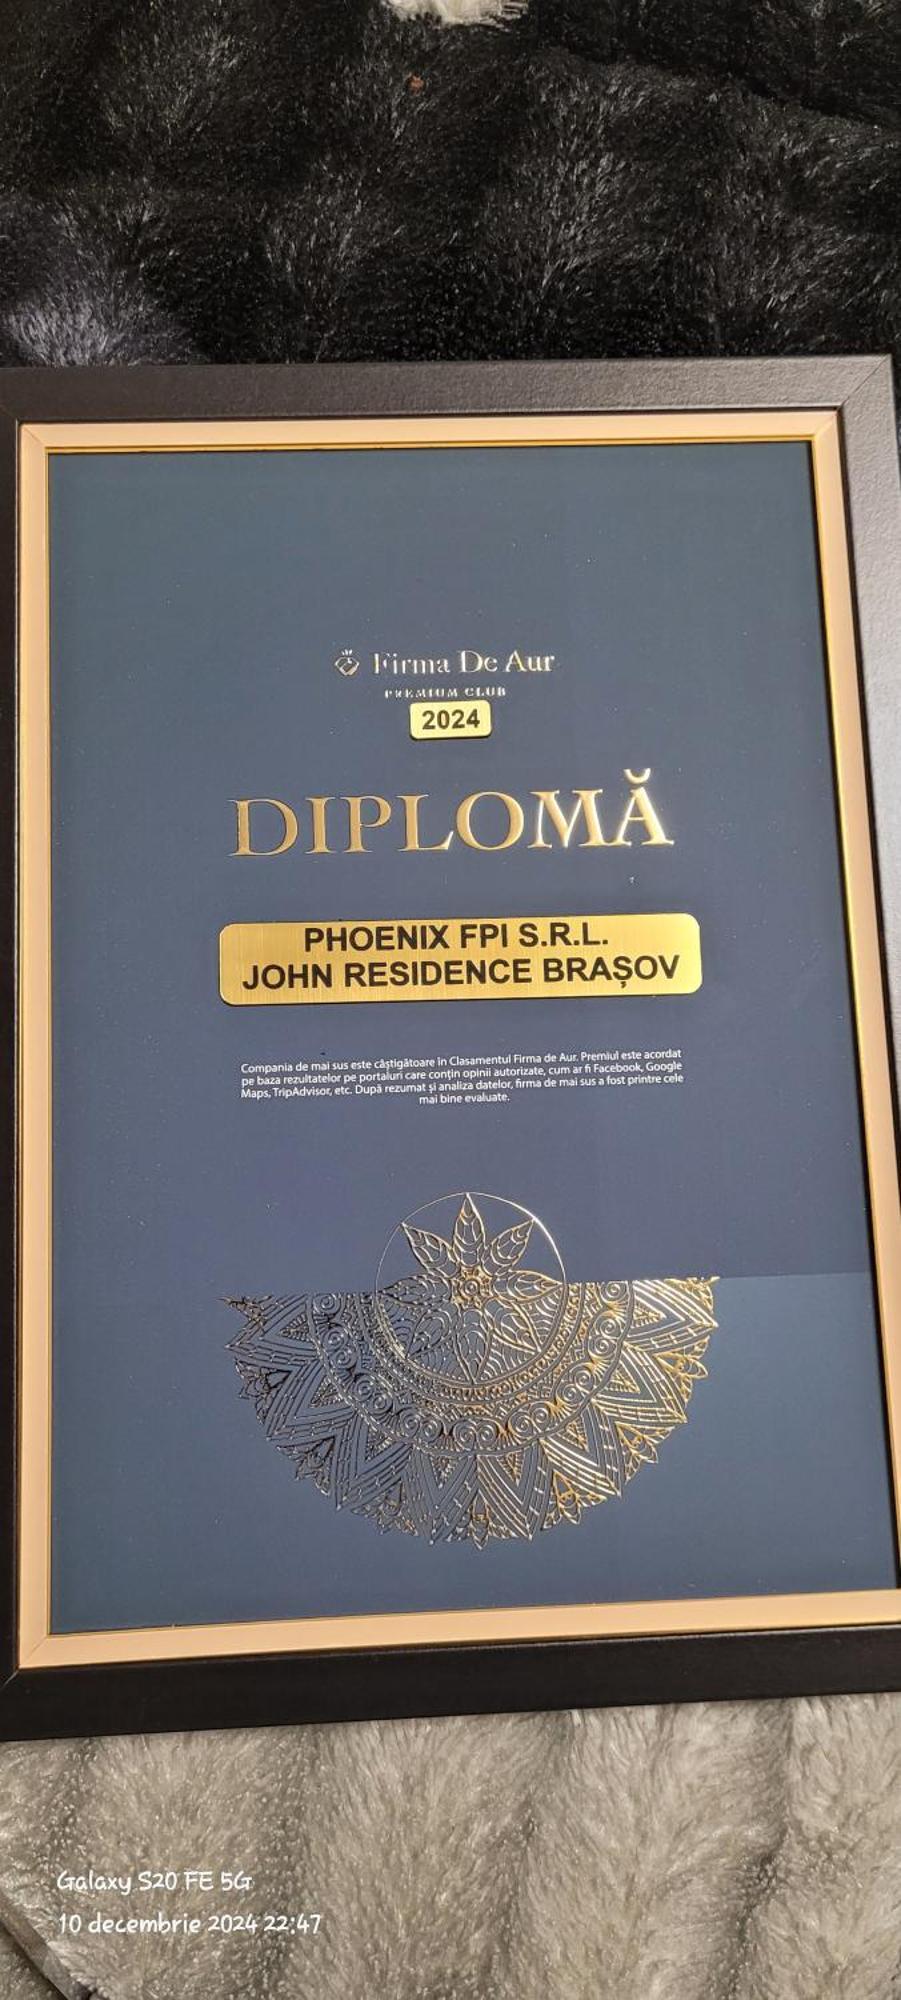 Firma De Aur
PREMIUM CLUB
2024
DIPLOMĂ
PHOENIX FPI S.R.L.
JOHN RESIDENCE BRAȘOV
Compania de mai sus este câștigătoare în Clasamentul Firma de Aur. Premiul este acordat
pe baza rezultatelor pe portaluri care conțin opinii autorizate, cum ar fi Facebook, Google
Maps, TripAdvisor, etc. După rezumat și analiza datelor, firma de mai sus a fost printre cele
mai bine evaluate.
Galaxy S20 FE 5G
10 decembrie 2024 22:47